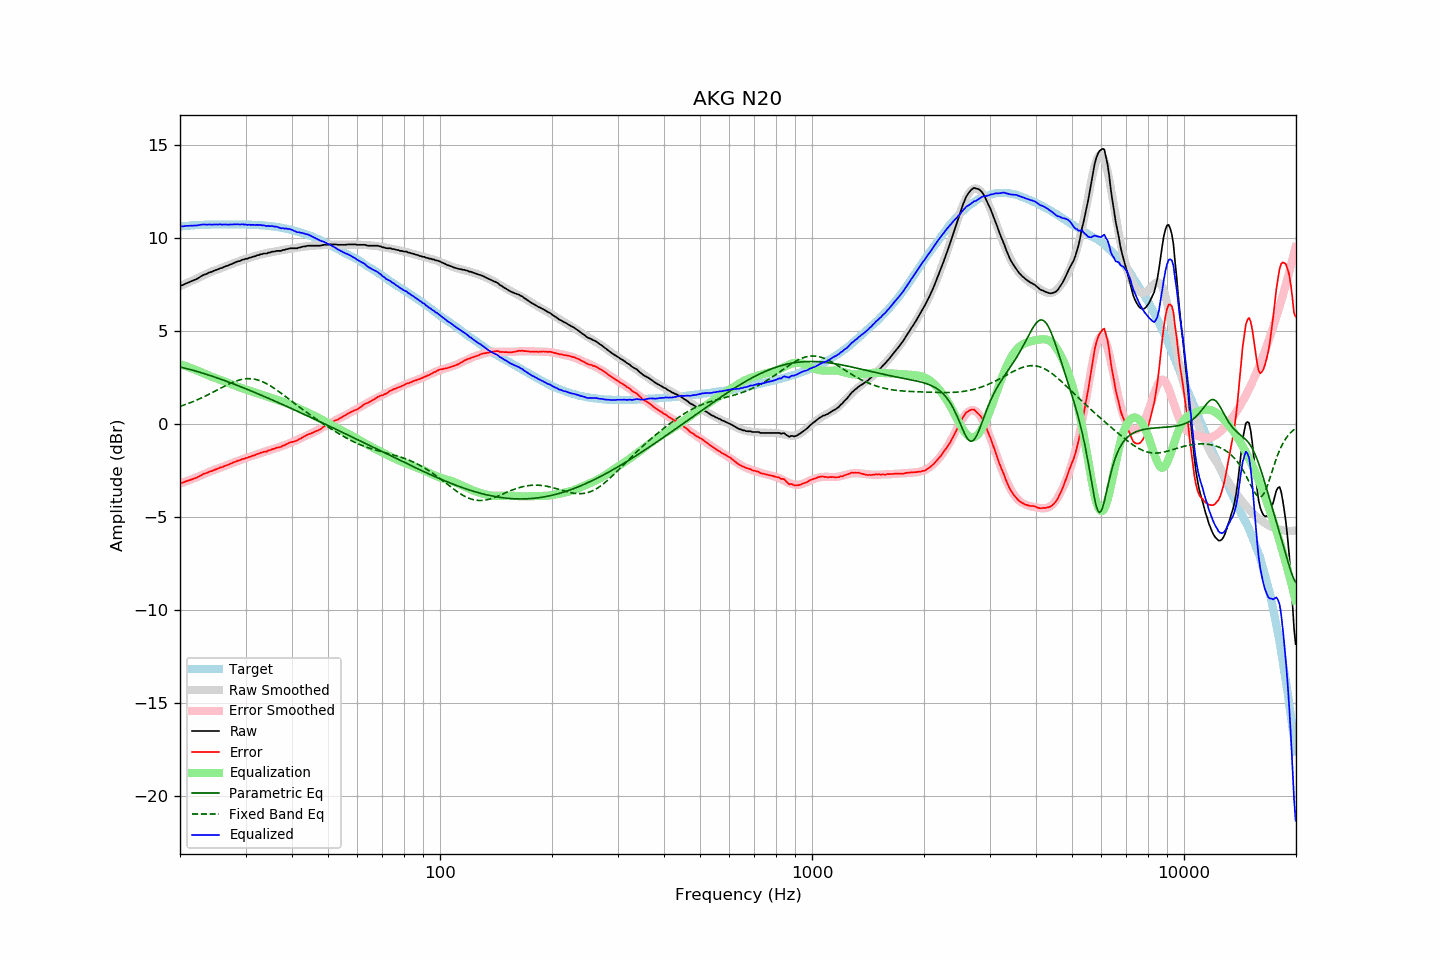 AKG N20
15
10
5
0
−5
−10
−15
−20
Amplitude (dBr)
100
1000
10000
Frequency (Hz)
Target
Raw Smoothed
Error Smoothed
Raw
Error
Equalization
Parametric Eq
Fixed Band Eq
Equalized